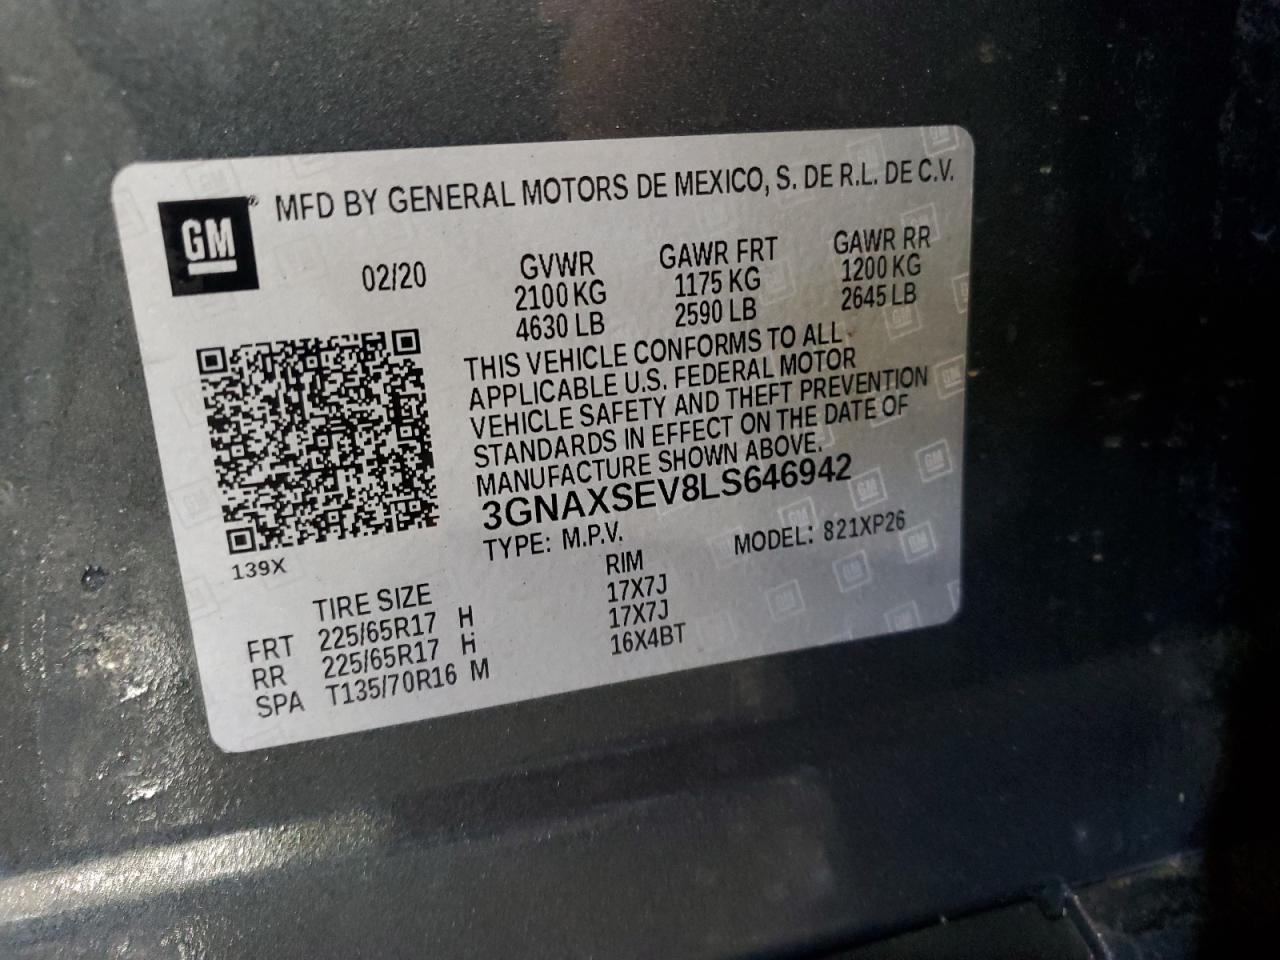 GM® MFD BY GENERAL MOTORS DE MEXICO, S. DE R.L. DE C.V.
02/20
GVWR
2100 KG
4630 LB
GAWR FRT
1175 KG
2590 LB
GAWR RR
1200 KG
2645 LB
THIS VEHICLE CONFORMS TO ALL
APPLICABLE U.S. FEDERAL MOTOR
VEHICLE SAFETY AND THEFT PREVENTION
STANDARDS IN EFFECT ON THE DATE OF
MANUFACTURE SHOWN ABOVE.
3GNAXSEV8LS646942
TYPE: M.P.V. MODEL: 821XP26
139X
TIRE SIZE RIM
FRT 225/65R17 H 17X7J
RR 225/65R17 H 17X7J
SPA T135/70R16 M 16X4BT